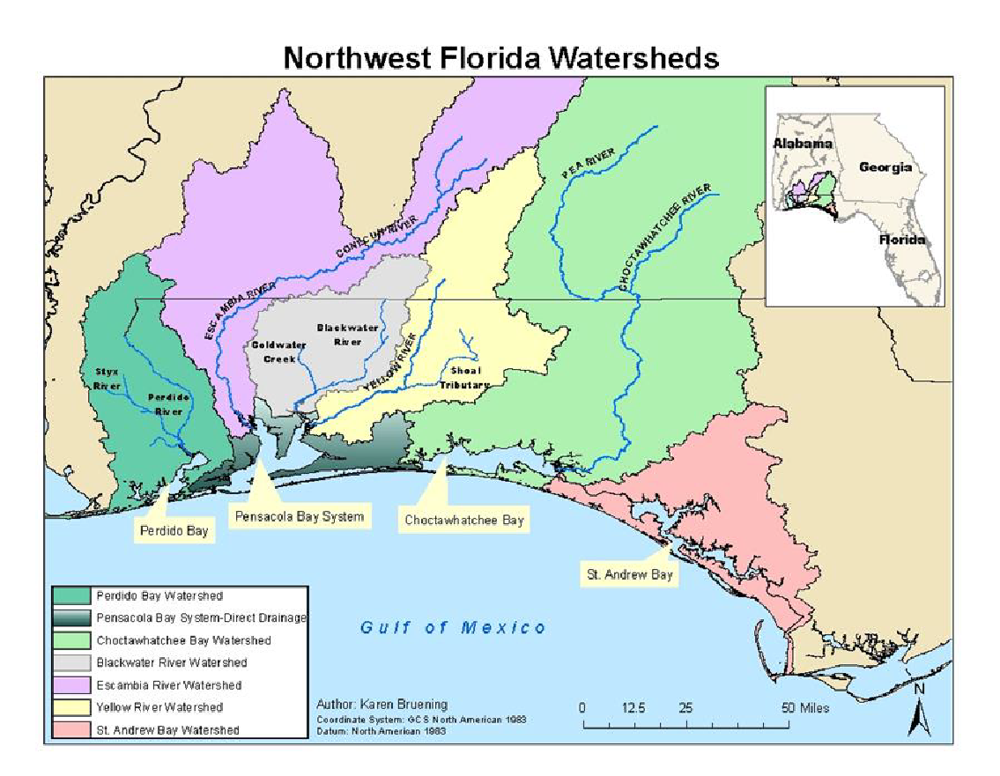 Northwest Florida Watersheds
Alabama
Georgia
Florida
PEA RIVER
CHOCTAWHATCHEE RIVER
CONECUH RIVER
ESCAMBIA RIVER
Blackwater
River
Coldwater
Creek
YELLOW RIVER
Shoal
Tributary
Styx
River
Perdido
River
Perdido Bay
Pensacola Bay System
Choctawhatchee Bay
St. Andrew Bay
Gulf of Mexico
Perdido Bay Watershed
Pensacola Bay System-Direct Drainage
Choctawhatchee Bay Watershed
Blackwater River Watershed
Escambia River Watershed
Yellow River Watershed
St. Andrew Bay Watershed
Author: Karen Bruening
Coordinate System: GCS North American 1983
Datum: North American 1983
0 12.5 25 50 Miles
N